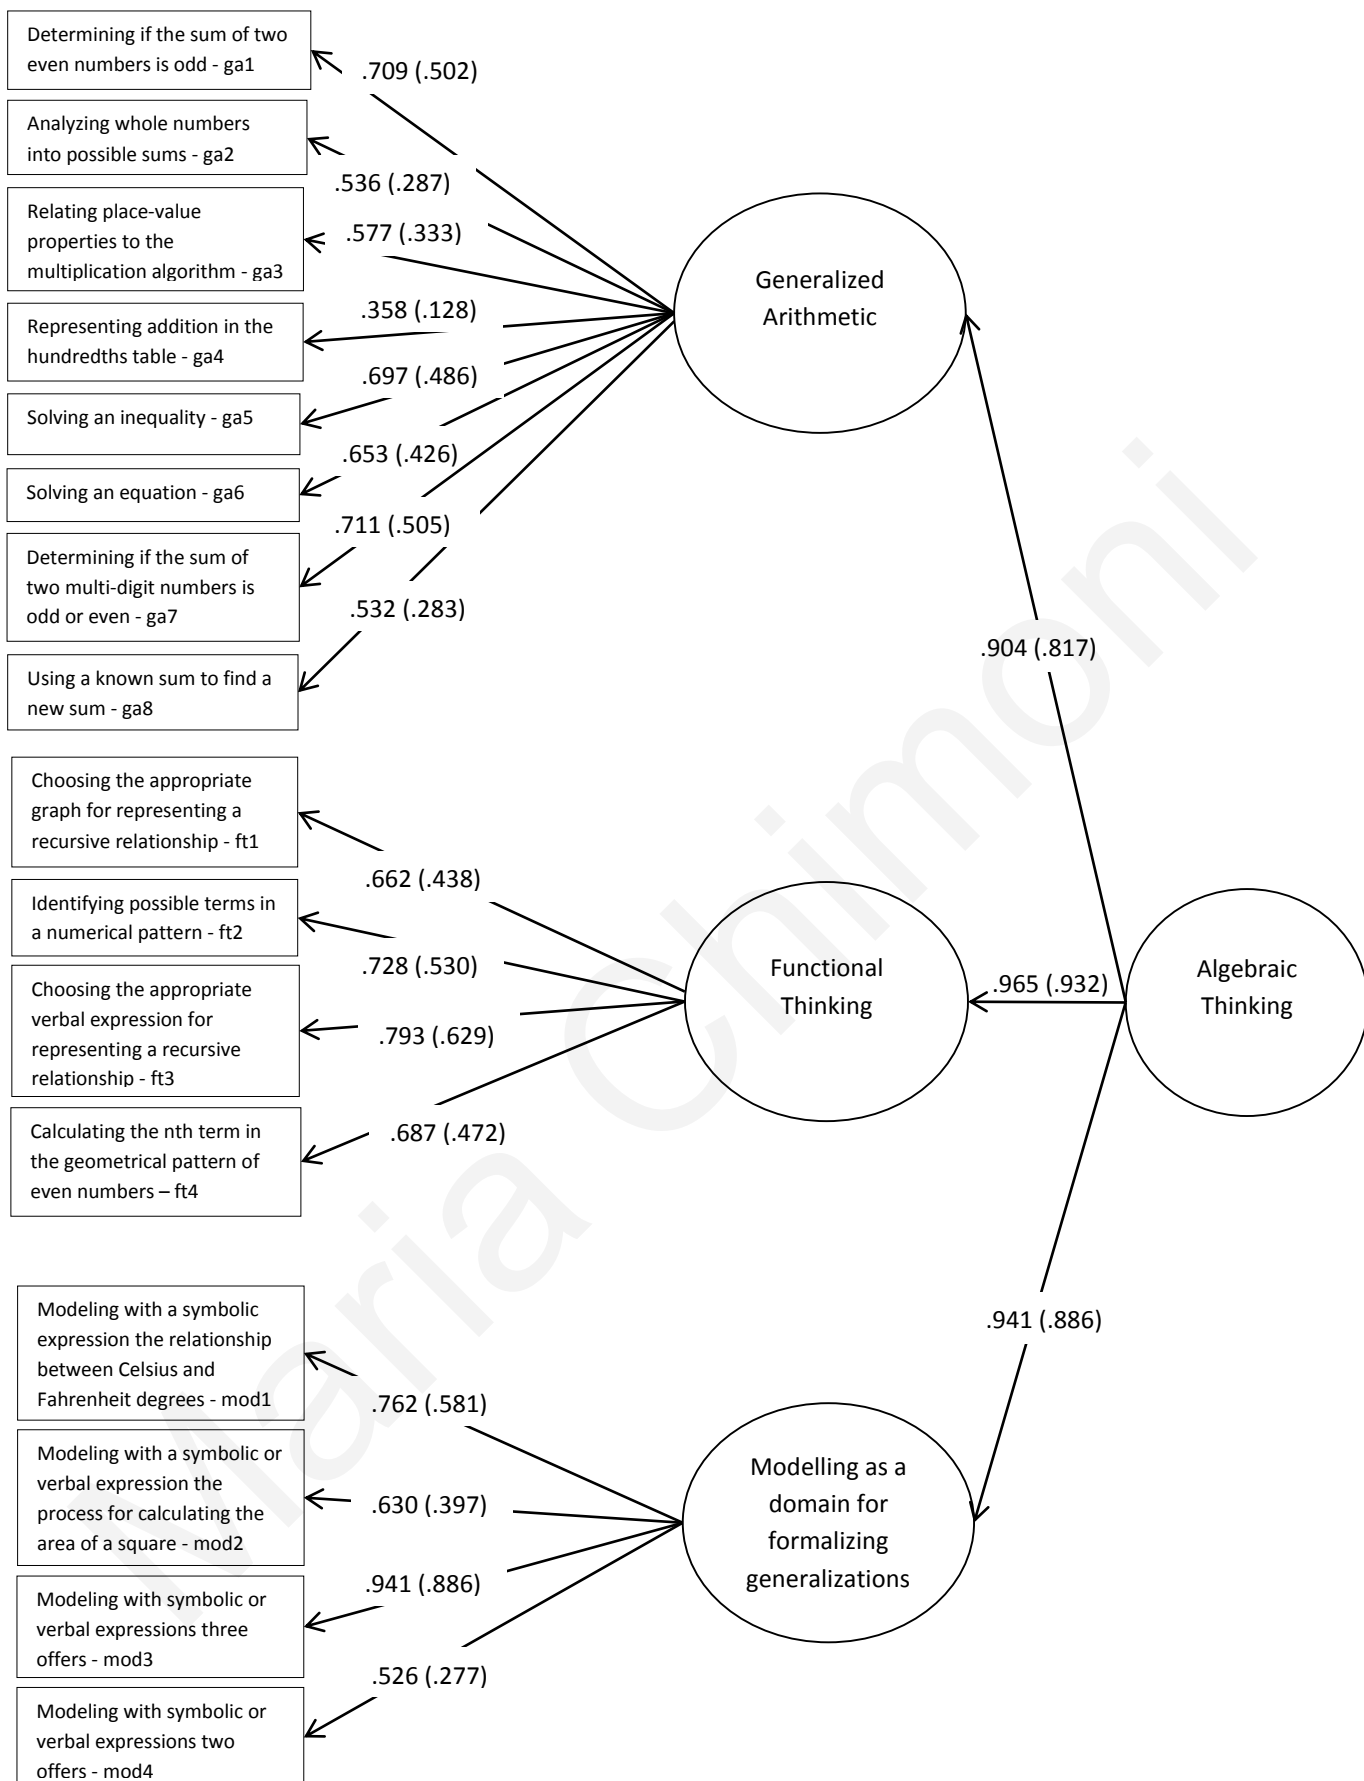 Determining if the sum of two
even numbers is odd - ga1
.709 (.502)
Analyzing whole numbers
into possible sums - ga2
.536 (.287)
Relating place-value
properties to the
multiplication algorithm - ga3
.577 (.333)
Representing addition in the
hundredths table - ga4
.358 (.128)
Solving an inequality - ga5
.697 (.486)
Solving an equation - ga6
.653 (.426)
Determining if the sum of
two multi-digit numbers is
odd or even - ga7
.711 (.505)
Using a known sum to find a
new sum - ga8
.532 (.283)
Generalized
Arithmetic
.904 (.817)
Choosing the appropriate
graph for representing a
recursive relationship - ft1
.662 (.438)
Identifying possible terms in
a numerical pattern - ft2
.728 (.530)
Choosing the appropriate
verbal expression for
representing a recursive
relationship - ft3
.793 (.629)
Calculating the nth term in
the geometrical pattern of
even numbers – ft4
.687 (.472)
Functional
Thinking
.965 (.932)
Algebraic
Thinking
Modeling with a symbolic
expression the relationship
between Celsius and
Fahrenheit degrees - mod1
.762 (.581)
Modeling with a symbolic or
verbal expression the
process for calculating the
area of a square - mod2
.630 (.397)
Modeling with symbolic or
verbal expressions three
offers - mod3
.941 (.886)
Modeling with symbolic or
verbal expressions two
offers - mod4
.526 (.277)
Modelling as a
domain for
formalizing
generalizations
.941 (.886)
Maria Chimoni